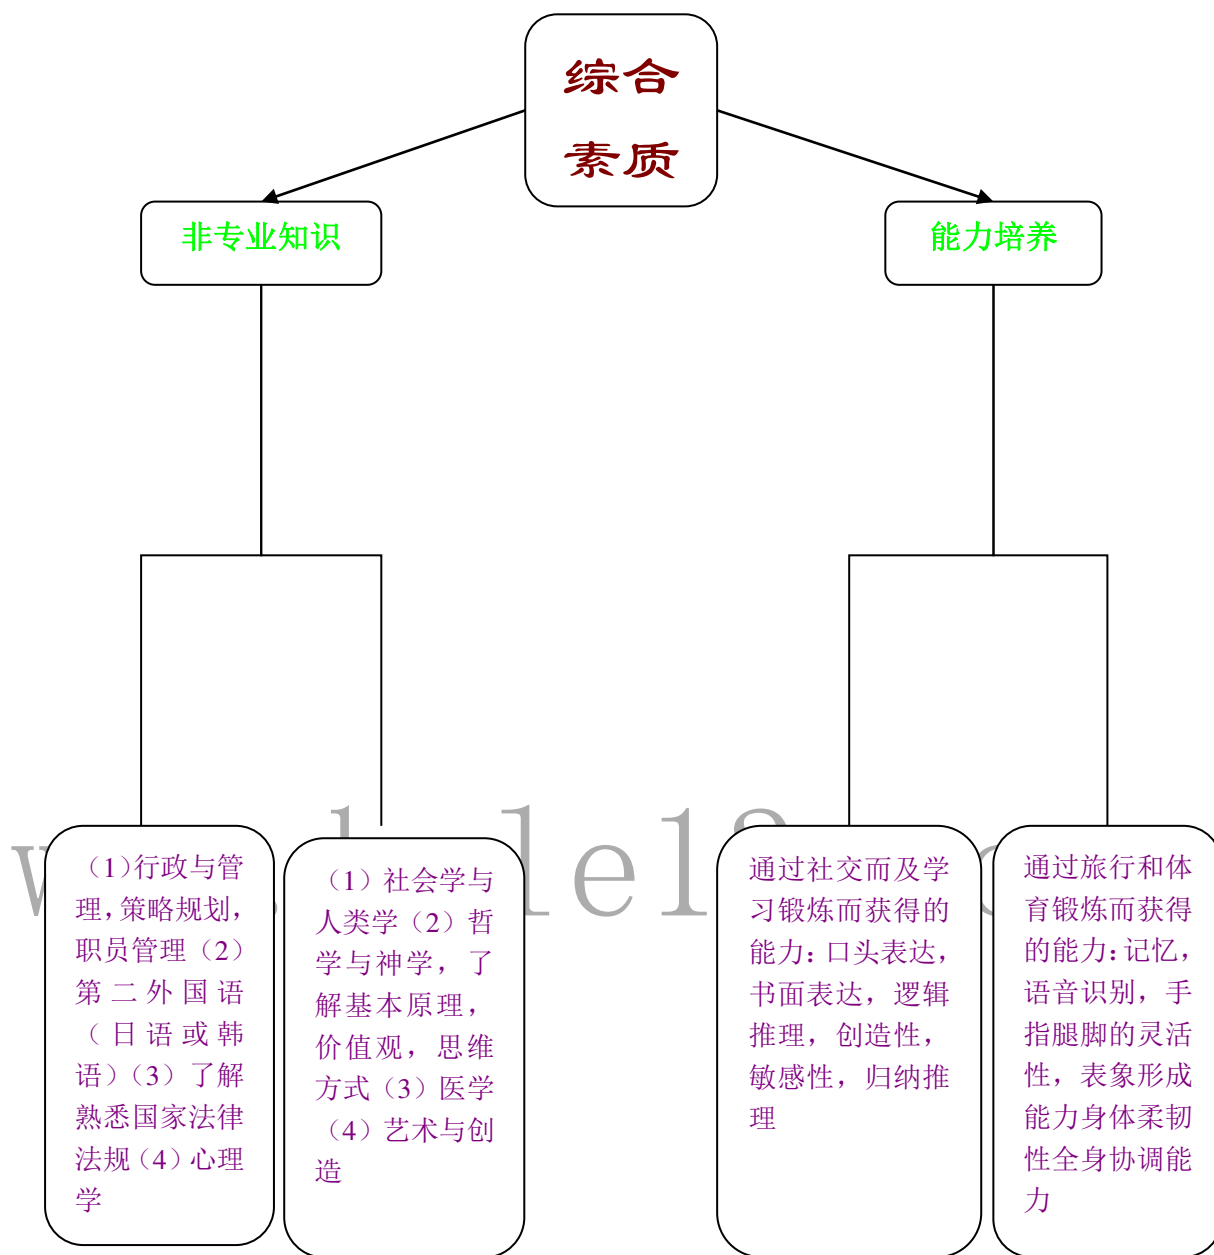 综合
素质
非专业知识
能力培养
（1)行政与管
理,策略规划，
职员管理（2）
第二外国语
（日语或韩
语）（3）了解
熟悉国家法律
法规（4）心理
学
（1）社会学与
人类学（2）哲
学与神学，了
解基本原理，
价值观，思维
方式（3）医学
（4）艺术与创
造
通过社交而及学
习锻炼而获得的
能力：口头表达，
书面表达，逻辑
推理，创造性，
敏感性，归纳推
理
通过旅行和体
育锻炼而获得
的能力:记忆，
语音识别，手
指腿脚的灵活
性，表象形成
能力身体柔韧
性全身协调能
力